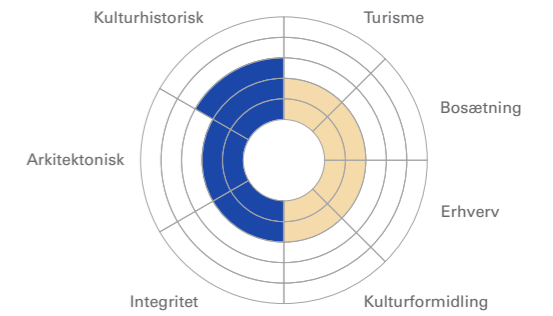 Kulturhistorisk
Turisme
Bosætning
Arkitektonisk
Erhverv
Integritet
Kulturformidling